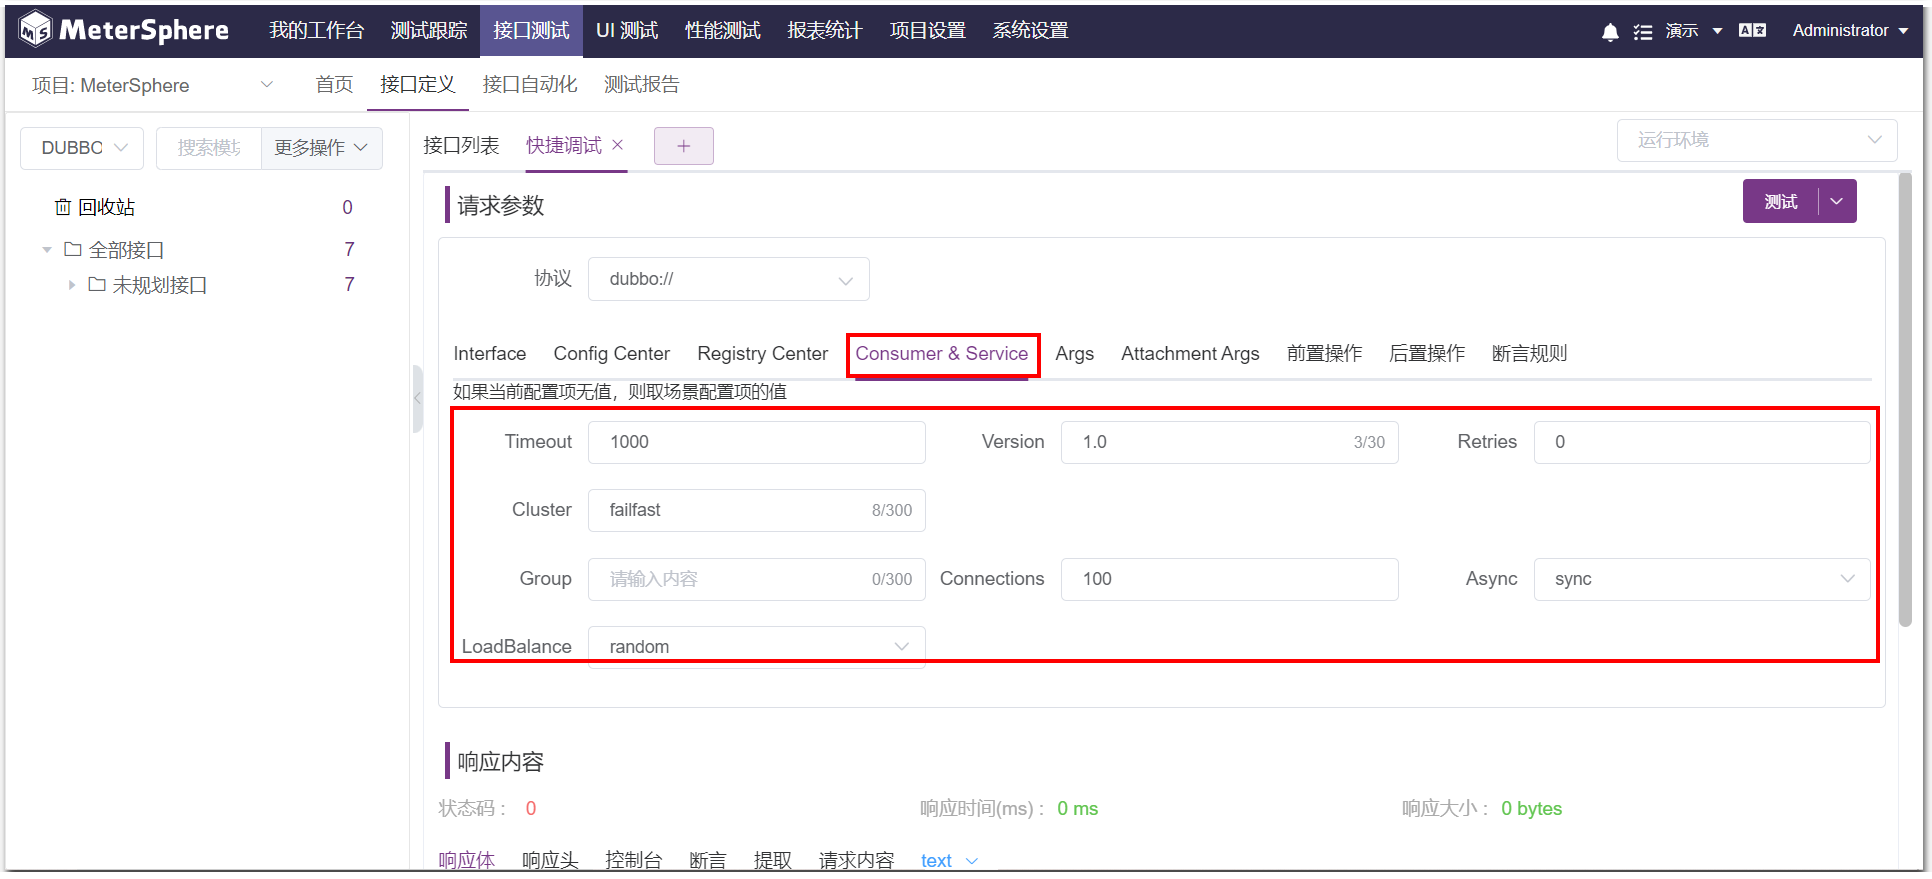 MeterSphere 我的工作台 测试跟踪 接口测试 UI 测试 性能测试 报表统计 项目设置 系统设置 演示 Administrator
项目: MeterSphere 首页 接口定义 接口自动化 测试报告
DUBBO 搜索模块 更多操作 接口列表 快捷调试 × + 运行环境
回收站 0
全部接口 7
未规划接口 7
请求参数 测试
协议 dubbo://
Interface Config Center Registry Center Consumer & Service Args Attachment Args 前置操作 后置操作 断言规则
如果当前配置项无值，则取场景配置项的值
Timeout 1000 Version 1.0 3/30 Retries 0
Cluster failfast 8/300
Group 请输入内容 0/300 Connections 100 Async sync
LoadBalance random
响应内容
状态码： 0 响应时间(ms)： 0 ms 响应大小： 0 bytes
响应体 响应头 控制台 断言 提取 请求内容 text